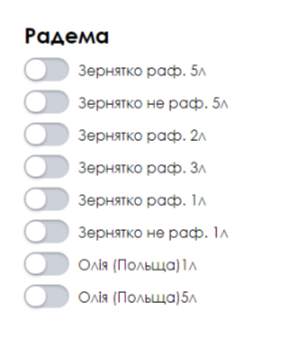 Радема
Зернятко раф. 5л
Зернятко не раф. 5л
Зернятко раф. 2л
Зернятко раф. 3л
Зернятко раф. 1л
Зернятко не раф. 1л
Олія (Польща)1л
Олія (Польща)5л